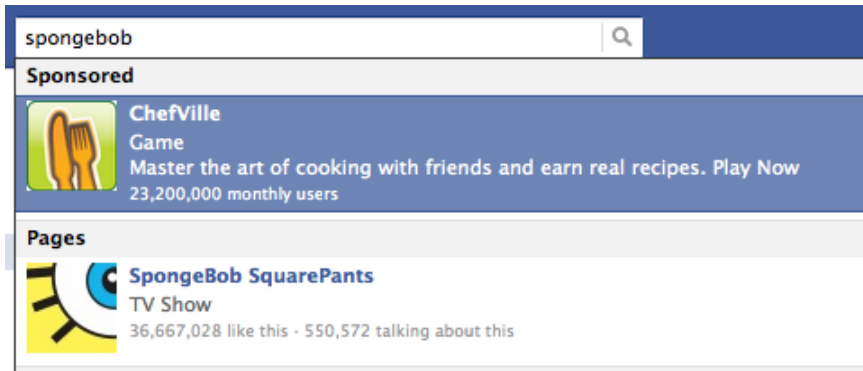 spongebob
Sponsored
ChefVille
Game
Master the art of cooking with friends and earn real recipes. Play Now
23,200,000 monthly users
Pages
SpongeBob SquarePants
TV Show
36,667,028 like this · 550,572 talking about this